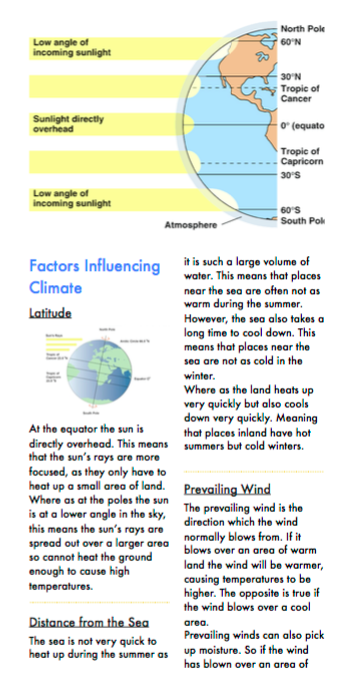 North Pole
Low angle of
incoming sunlight
60°N
30°N
Tropic of
Cancer
Sunlight directly
overhead
0° (equato
Tropic of
Capricorn
30°S
Low angle of
incoming sunlight
60°S
South Pole
Atmosphere
Factors Influencing
Climate
Latitude
At the equator the sun is
directly overhead. This means
that the sun's rays are more
focused, as they only have to
heat up a small area of land.
Where as at the poles the sun
is at a lower angle in the sky,
this means the sun's rays are
spread out over a larger area
so cannot heat the ground
enough to cause high
temperatures.
Distance from the Sea
The sea is not very quick to
heat up during the summer as
it is such a large volume of
water. This means that places
near the sea are often not as
warm during the summer.
However, the sea also takes a
long time to cool down. This
means that places near the
sea are not as cold in the
winter.
Where as the land heats up
very quickly but also cools
down very quickly. Meaning
that places inland have hot
summers but cold winters.
Prevailing Wind
The prevailing wind is the
direction which the wind
normally blows from. If it
blows over an area of warm
land the wind will be warmer,
causing temperatures to be
higher. The opposite is true if
the wind blows over a cool
area.
Prevailing winds can also pick
up moisture. So if the wind
has blown over an area of